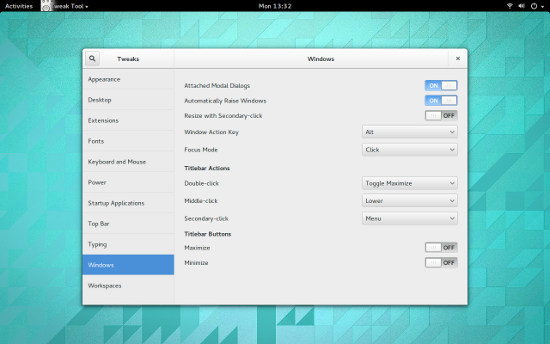 Activities
Tweak Tool
Mon 13:32
Tweaks
Windows
Appearance
Desktop
Extensions
Fonts
Keyboard and Mouse
Power
Startup Applications
Top Bar
Typing
Windows
Workspaces
Attached Modal Dialogs ON
Automatically Raise Windows ON
Resize with Secondary-click OFF
Window Action Key Alt
Focus Mode Click
Titlebar Actions
Double-click Toggle Maximize
Middle-click Lower
Secondary-click Menu
Titlebar Buttons
Maximize OFF
Minimize OFF